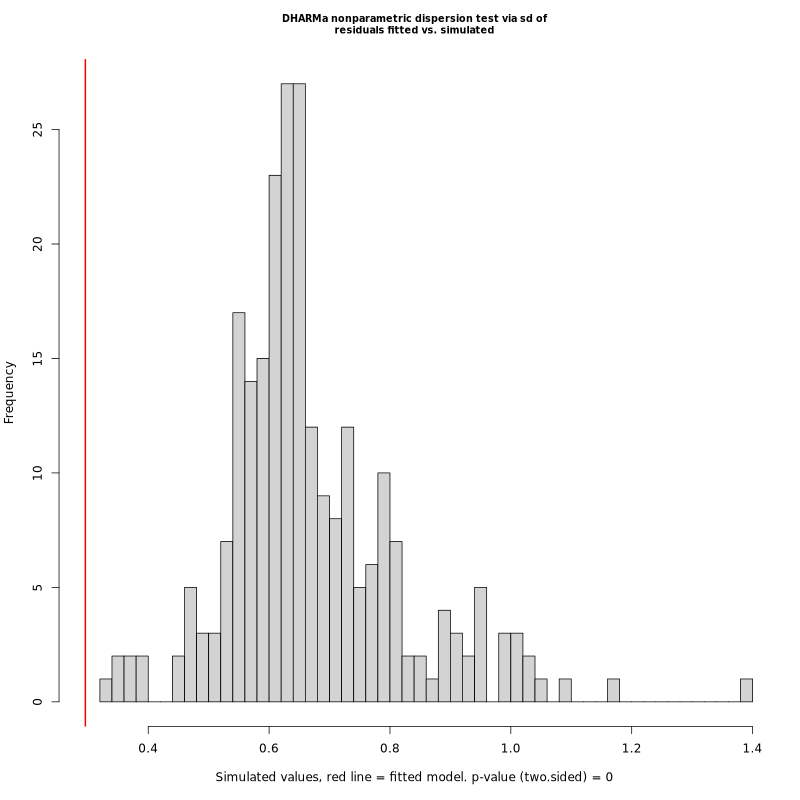 DHARMa nonparametric dispersion test via sd of
residuals fitted vs. simulated
Frequency
25
20
15
10
5
0
0.4 0.6 0.8 1.0 1.2 1.4
Simulated values, red line = fitted model. p-value (two.sided) = 0